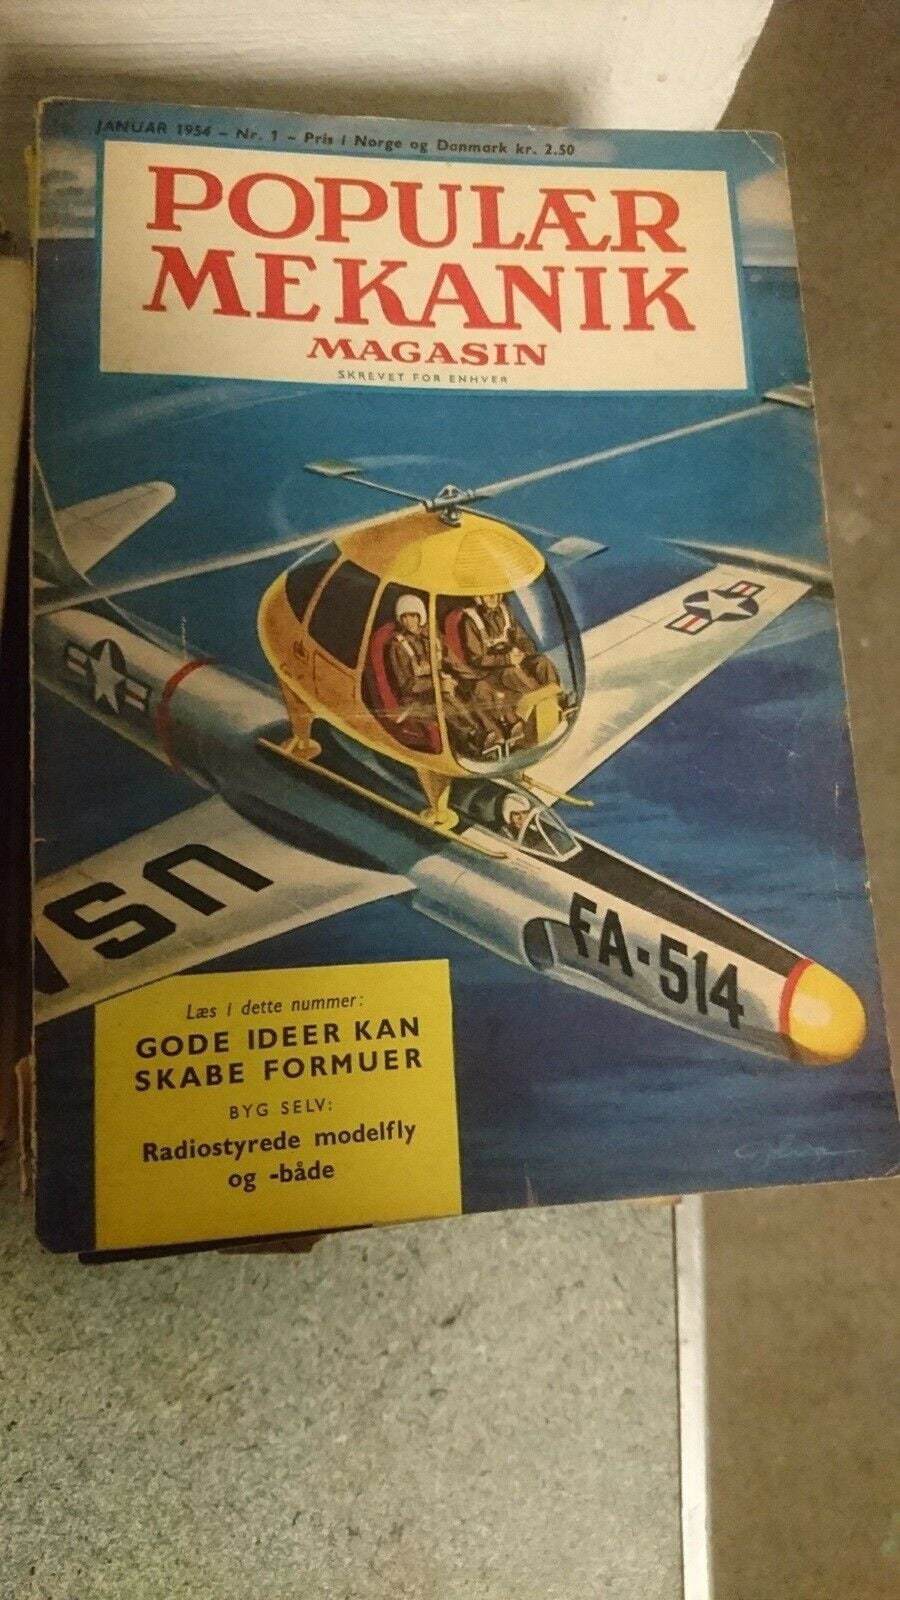 JANUAR 1954 – Nr. 1 – Pris i Norge og Danmark kr. 2.50
POPULÆR
MEKANIK
MAGASIN
SKREVET FOR ENHVER
USA
FA-514
Læs i dette nummer:
GODE IDEER KAN
SKABE FORMUER
BYG SELV:
Radiostyrede modelfly
og -både